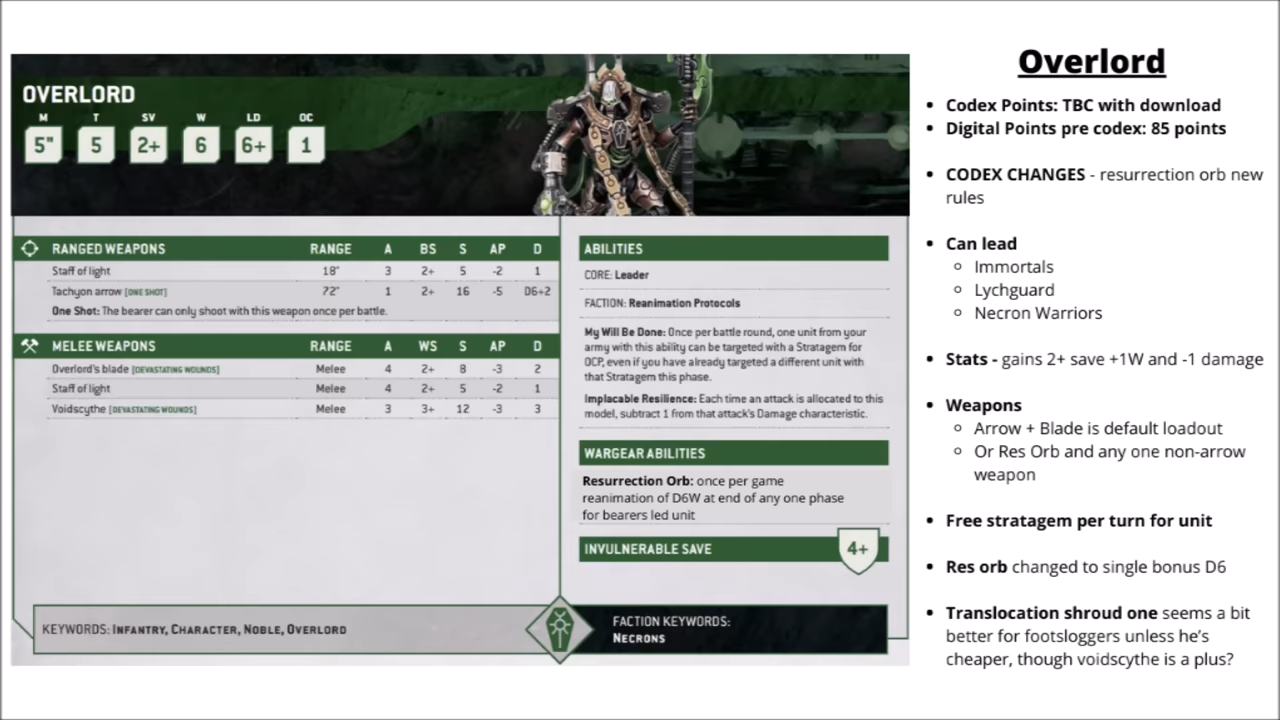 OVERLORD
M T SV W LD OC
5" 5 2+ 6 6+ 1
RANGED WEAPONS RANGE A BS S AP D
Staff of light 18" 3 2+ 5 -2 1
Tachyon arrow [ONE SHOT] 72" 1 2+ 16 -5 D6+2
One Shot: The bearer can only shoot with this weapon once per battle.
MELEE WEAPONS RANGE A WS S AP D
Overlord's blade [DEVASTATING WOUNDS] Melee 4 2+ 8 -3 2
Staff of light Melee 4 2+ 5 -2 1
Voidscythe [DEVASTATING WOUNDS] Melee 3 3+ 12 -3 3
ABILITIES
CORE: Leader
FACTION: Reanimation Protocols
My Will Be Done: Once per battle round, one unit from your
army with this ability can be targeted with a Stratagem for
0CP, even if you have already targeted a different unit with
that Stratagem this phase.
Implacable Resilience: Each time an attack is allocated to this
model, subtract 1 from that attack's Damage characteristic.
WARGEAR ABILITIES
Resurrection Orb: once per game
reanimation of D6W at end of any one phase
for bearers led unit
INVULNERABLE SAVE 4+
KEYWORDS: INFANTRY, CHARACTER, NOBLE, OVERLORD
FACTION KEYWORDS:
NECRONS
Overlord
• Codex Points: TBC with download
• Digital Points pre codex: 85 points
• CODEX CHANGES - resurrection orb new
rules
• Can lead
◦ Immortals
◦ Lychguard
◦ Necron Warriors
• Stats - gains 2+ save +1W and -1 damage
• Weapons
◦ Arrow + Blade is default loadout
◦ Or Res Orb and any one non-arrow
weapon
• Free stratagem per turn for unit
• Res orb changed to single bonus D6
• Translocation shroud one seems a bit
better for footsloggers unless he's
cheaper, though voidscythe is a plus?